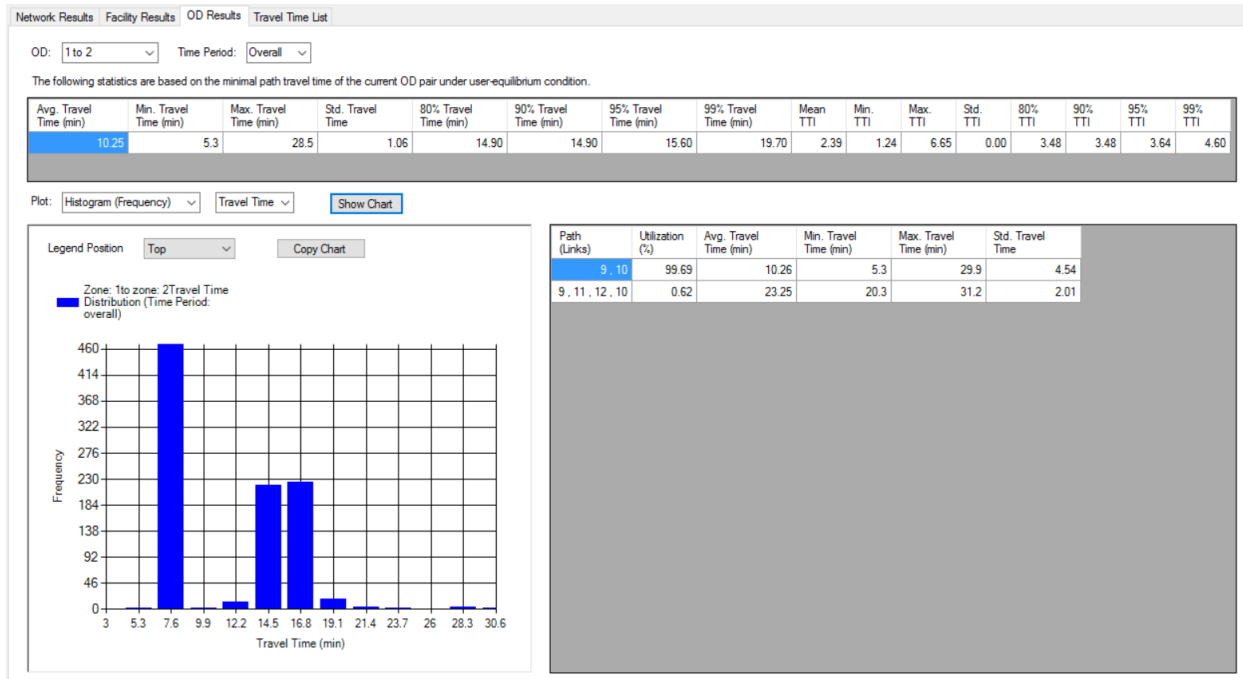 Network Results Facility Results OD Results Travel Time List
OD: 1 to 2 Time Period: Overall
The following statistics are based on the minimal path travel time of the current OD pair under user-equilibrium condition.
Avg. Travel Min. Travel Max. Travel Std. Travel 80% Travel 90% Travel 95% Travel 99% Travel Mean Min. Max. Std. 80% 90% 95% 99%
Time (min) Time (min) Time (min) Time Time (min) Time (min) Time (min) Time (min) TTI TTI TTI TTI TTI TTI TTI TTI
10.25 5.3 28.5 1.06 14.90 14.90 15.60 19.70 2.39 1.24 6.65 0.00 3.48 3.48 3.64 4.60
Plot: Histogram (Frequency) Travel Time Show Chart
Legend Position Top Copy Chart
Zone: 1to zone: 2Travel Time
Distribution (Time Period:
overall)
460
414
368
322
276
230
184
138
92
46
0
Frequency
3 5.3 7.6 9.9 12.2 14.5 16.8 19.1 21.4 23.7 26 28.3 30.6
Travel Time (min)
Path Utilization Avg. Travel Min. Travel Max. Travel Std. Travel
(Links) (%) Time (min) Time (min) Time (min) Time
9 , 10 99.69 10.26 5.3 29.9 4.54
9 , 11 , 12 , 10 0.62 23.25 20.3 31.2 2.01